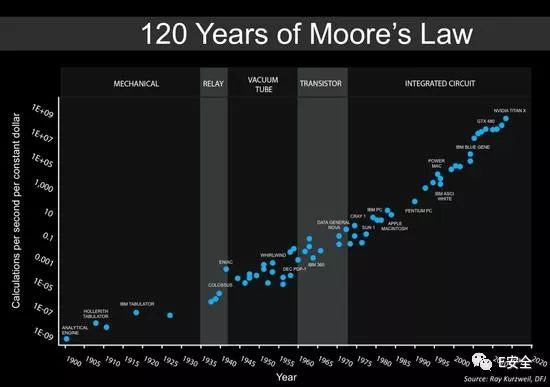 120 Years of Moore's Law
MECHANICAL
RELAY
VACUUM
TUBE
TRANSISTOR
INTEGRATED CIRCUIT
Calculations per second per constant dollar
1E+09
1E+07
1E+05
1,000
10
0.1
0.001
1E-05
1E-07
1E-09
ANALYTICAL
ENGINE
HOLLERITH
TABULATOR
IBM TABULATOR
COLOSSUS
ENIAC
WHIRLWIND
DEC PDP-1
IBM 360
DATA GENERAL
NOVA
CRAY 1
SUN 1
IBM PC
APPLE
MACINTOSH
PENTIUM PC
POWER
MAC
IBM ASCI
WHITE
IBM BLUE GENE
GTX 480
NVIDIA TITAN X
1900 1905 1910 1915 1920 1925 1930 1935 1940 1945 1950 1955 1960 1965 1970 1975 1980 1985 1990 1995 2000 2005 2010 2015 2020
Year
E安全
Source: Ray Kurzweil, DFJ